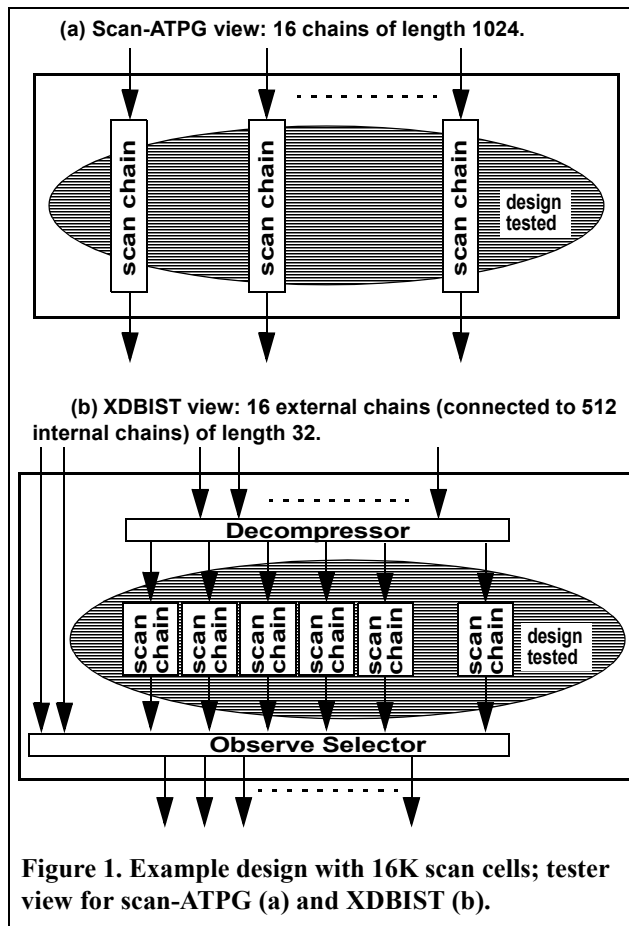 (a) Scan-ATPG view: 16 chains of length 1024.
scan chain
scan chain
scan chain
design
tested
(b) XDBIST view: 16 external chains (connected to 512
internal chains) of length 32.
Decompressor
scan
chain
scan
chain
scan
chain
scan
chain
scan
chain
scan
chain
design
tested
Observe Selector
Figure 1. Example design with 16K scan cells; tester
view for scan-ATPG (a) and XDBIST (b).